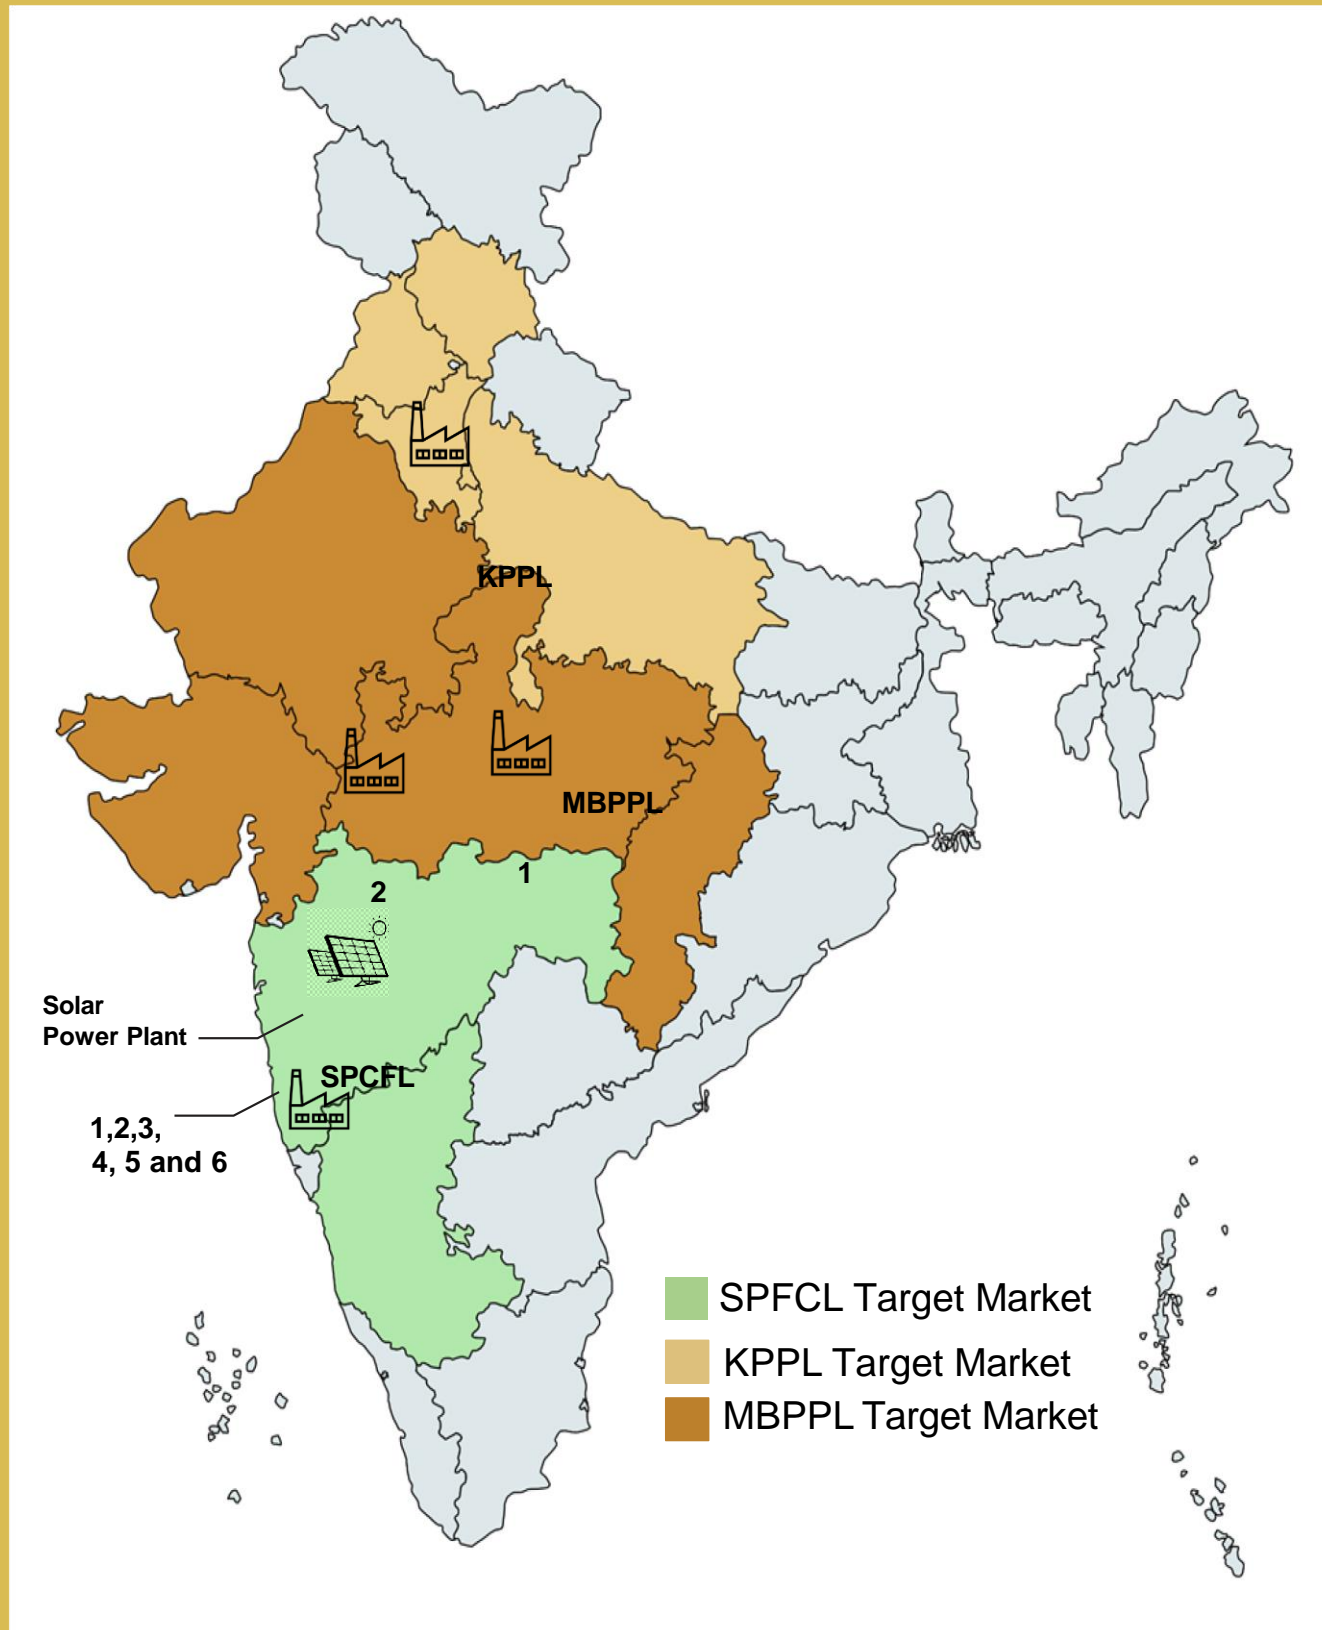 KPPL
MBPPL
1
2
Solar
Power Plant
SPCFL
1,2,3,
4, 5 and 6
SPFCL Target Market
KPPL Target Market
MBPPL Target Market